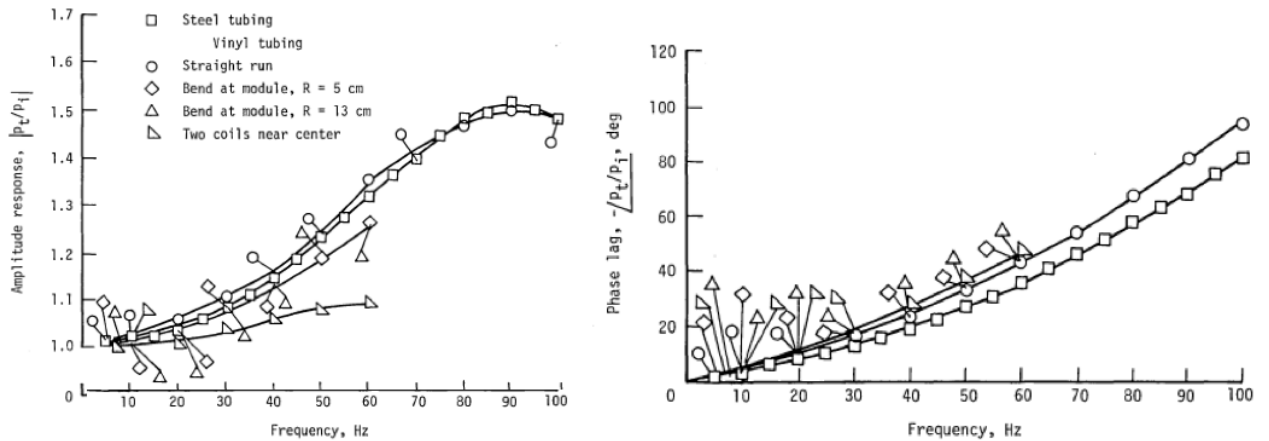 1.7
1.6
1.5
1.4
1.3
1.2
1.1
1.0
0
Amplitude response, |pt/pi|
Steel tubing
Vinyl tubing
Straight run
Bend at module, R = 5 cm
Bend at module, R = 13 cm
Two coils near center
10 20 30 40 50 60 70 80 90 100
Frequency, Hz
120
100
80
60
40
20
0
Phase lag, -/pt/pi, deg
10 20 30 40 50 60 70 80 90 100
Frequency, Hz